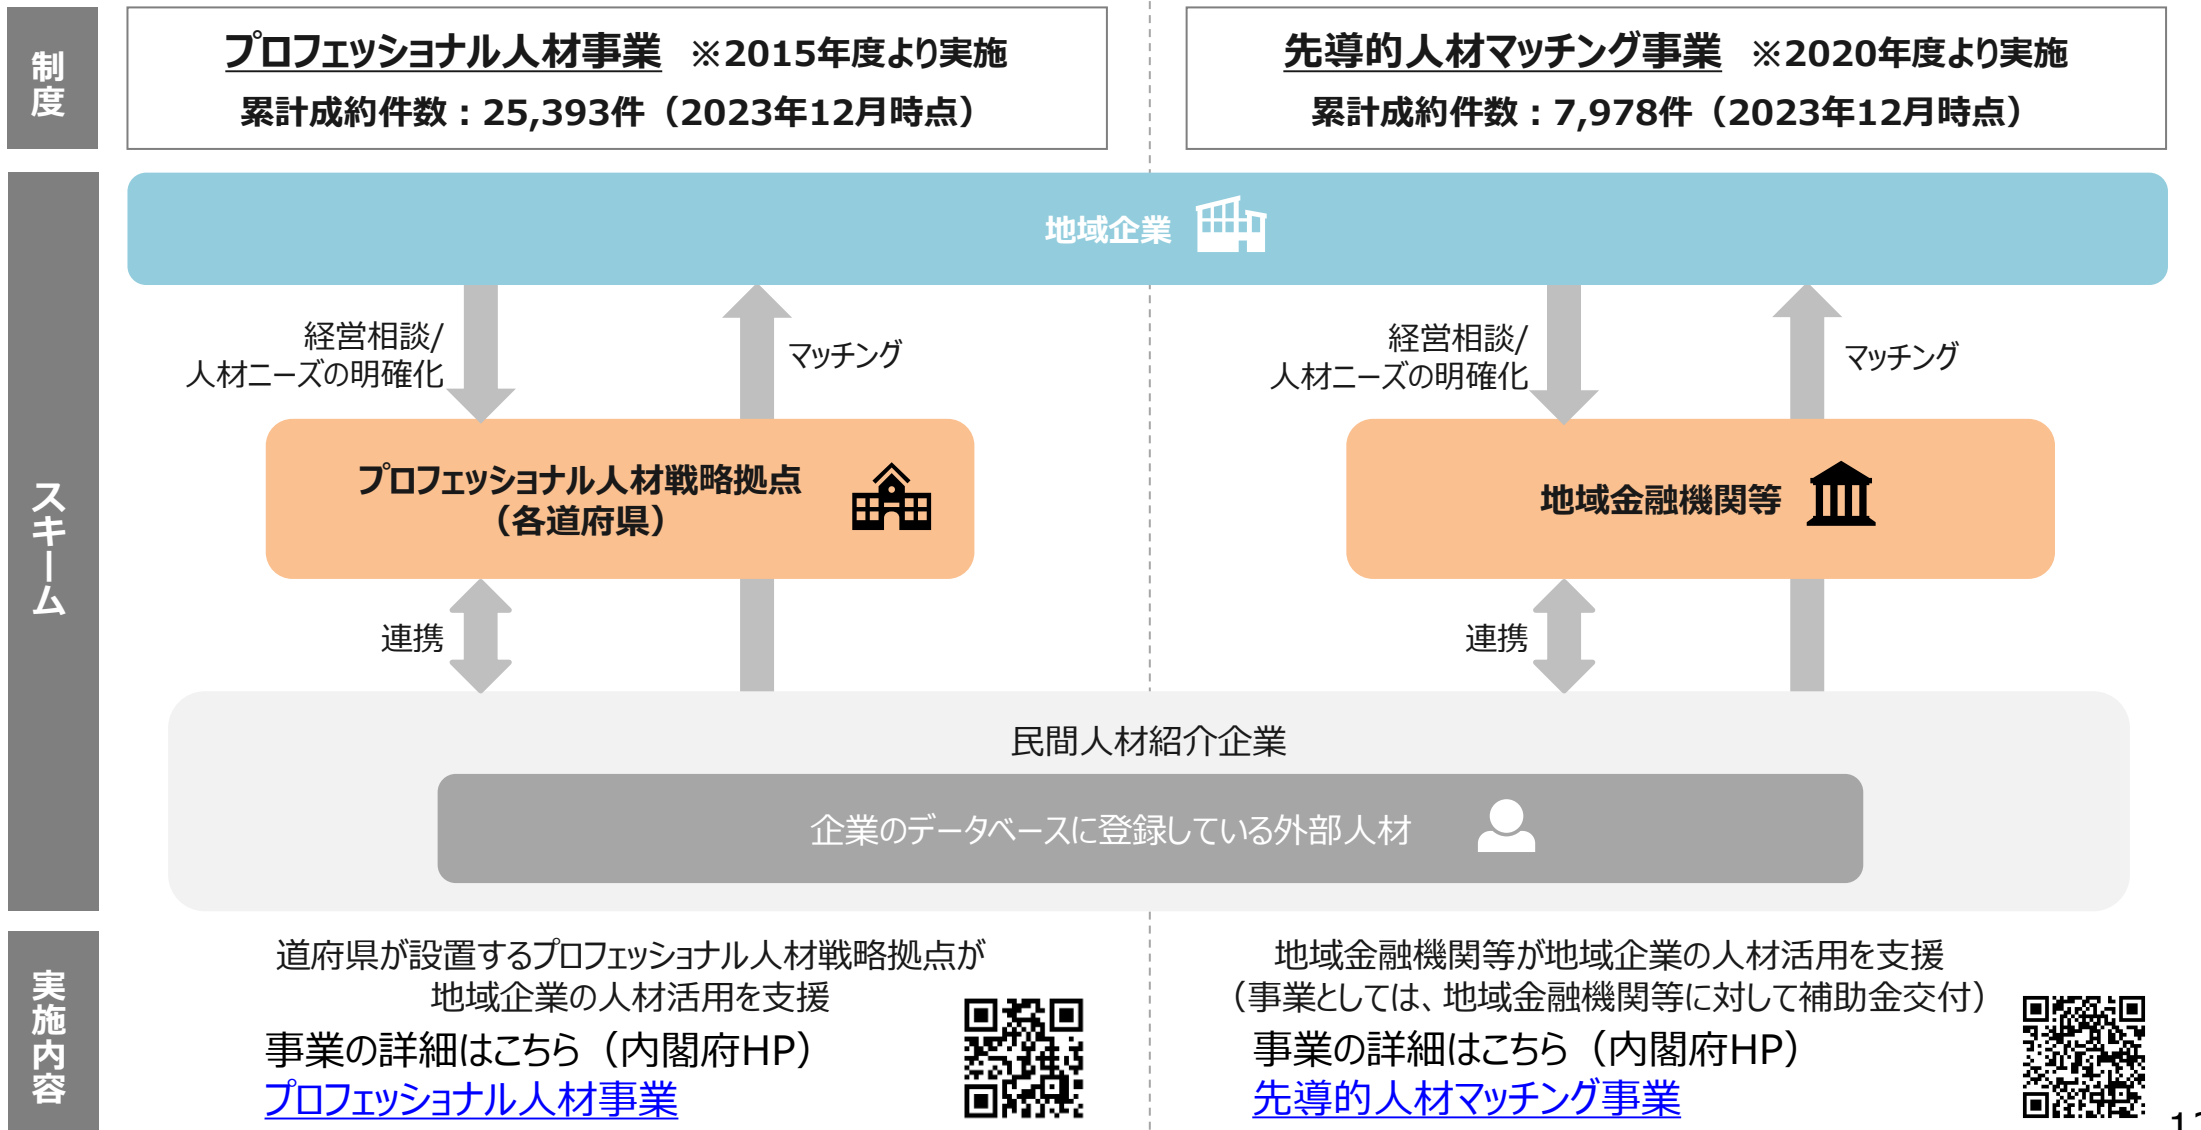 制度
プロフェッショナル人材事業 ※2015年度より実施
累計成約件数：25,393件（2023年12月時点）
先導的人材マッチング事業 ※2020年度より実施
累計成約件数：7,978件（2023年12月時点）
スキーム
地域企業
経営相談/
人材ニーズの明確化
マッチング
経営相談/
人材ニーズの明確化
マッチング
プロフェッショナル人材戦略拠点
（各道府県）
地域金融機関等
連携
連携
民間人材紹介企業
企業のデータベースに登録している外部人材
実施内容
道府県が設置するプロフェッショナル人材戦略拠点が
地域企業の人材活用を支援
事業の詳細はこちら（内閣府HP）
プロフェッショナル人材事業
地域金融機関等が地域企業の人材活用を支援
（事業としては、地域金融機関等に対して補助金交付）
事業の詳細はこちら（内閣府HP）
先導的人材マッチング事業